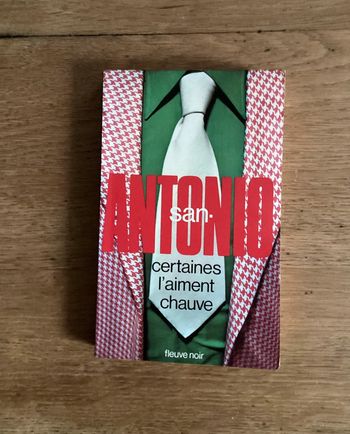 san-
ANTONIO
certaines
l'aiment
chauve
fleuve noir